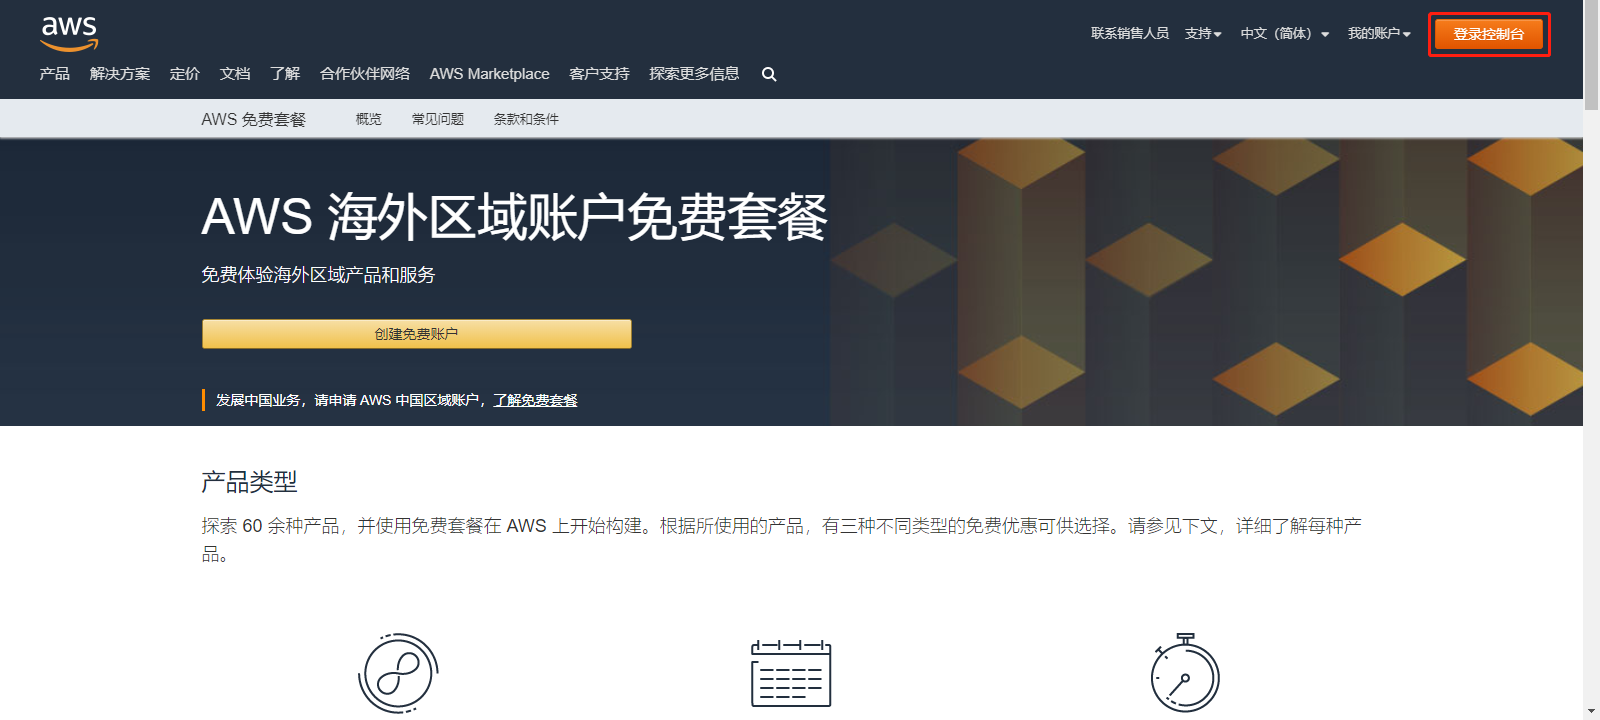 aws
联系销售人员 支持 中文（简体） 我的账户 登录控制台
产品 解决方案 定价 文档 了解 合作伙伴网络 AWS Marketplace 客户支持 探索更多信息
AWS 免费套餐 概览 常见问题 条款和条件
AWS 海外区域账户免费套餐
免费体验海外区域产品和服务
创建免费账户
发展中国业务，请申请 AWS 中国区域账户，了解免费套餐
产品类型
探索 60 余种产品，并使用免费套餐在 AWS 上开始构建。根据所使用的产品，有三种不同类型的免费优惠可供选择。请参见下文，详细了解每种产
品。